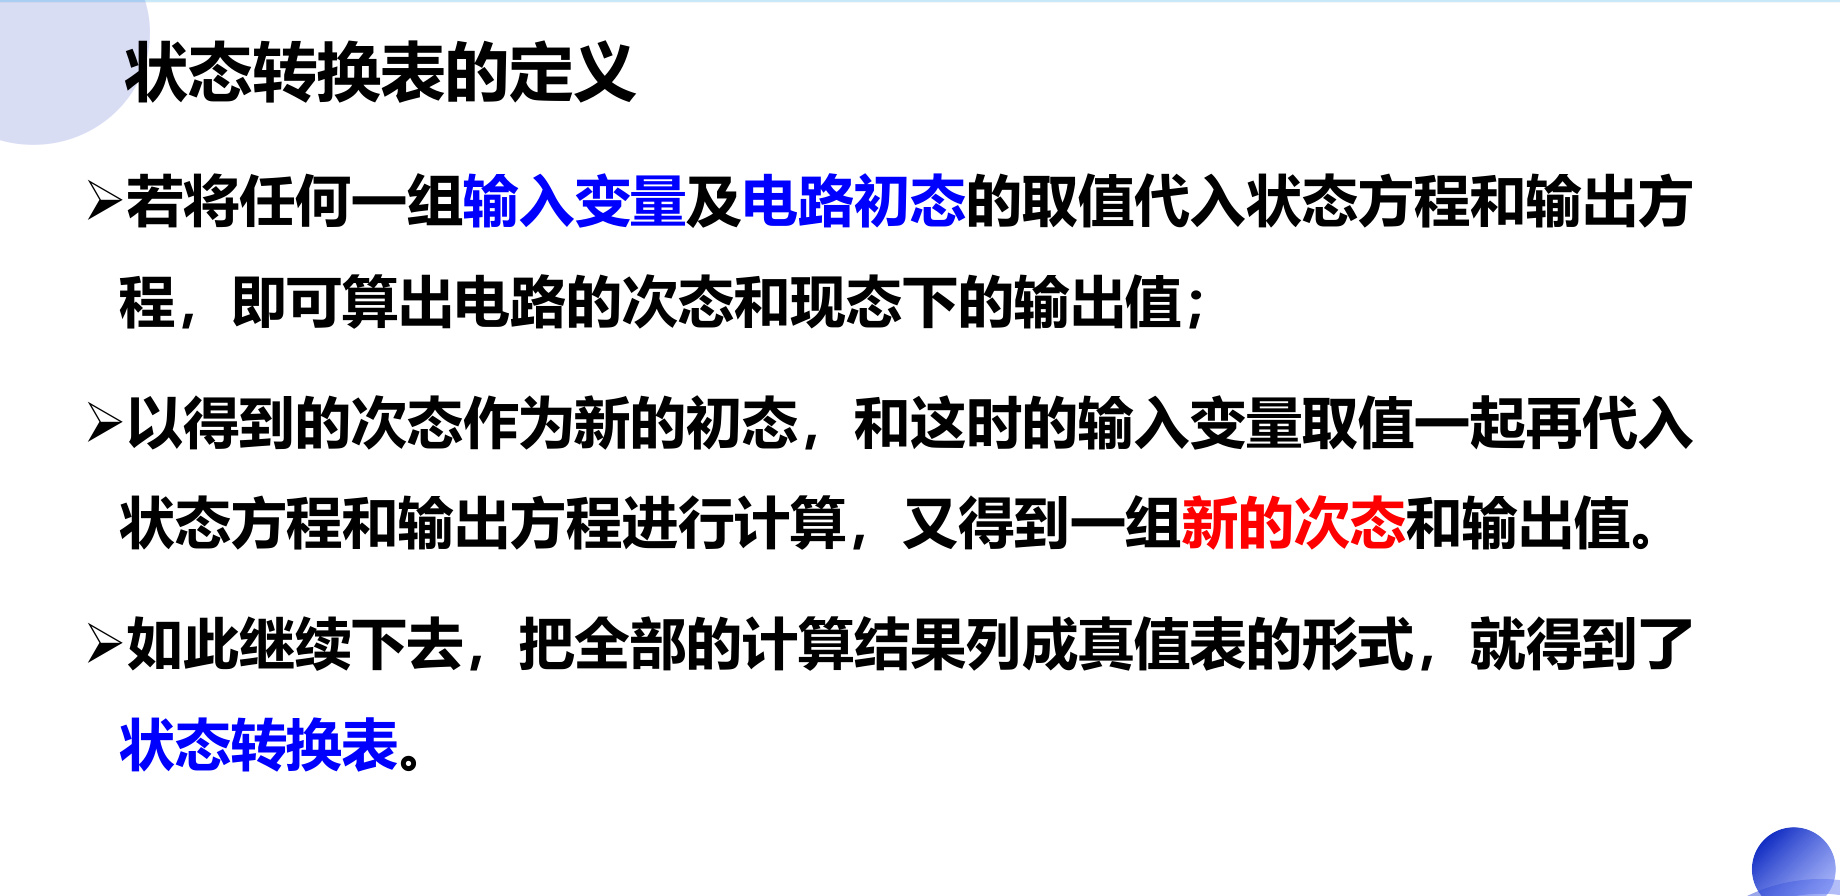 状态转换表的定义
➢若将任何一组输入变量及电路初态的取值代入状态方程和输出方
程，即可算出电路的次态和现态下的输出值；
➢以得到的次态作为新的初态，和这时的输入变量取值一起再代入
状态方程和输出方程进行计算，又得到一组新的次态和输出值。
➢如此继续下去，把全部的计算结果列成真值表的形式，就得到了
状态转换表。